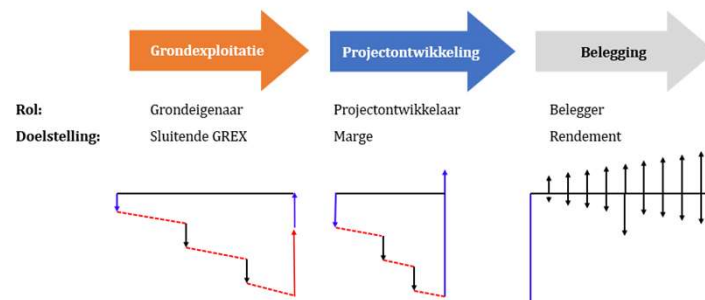 Grondexploitatie Projectontwikkeling Belegging
Rol: Grondeigenaar Projectontwikkelaar Belegger
Doelstelling: Sluitende GREX Marge Rendement